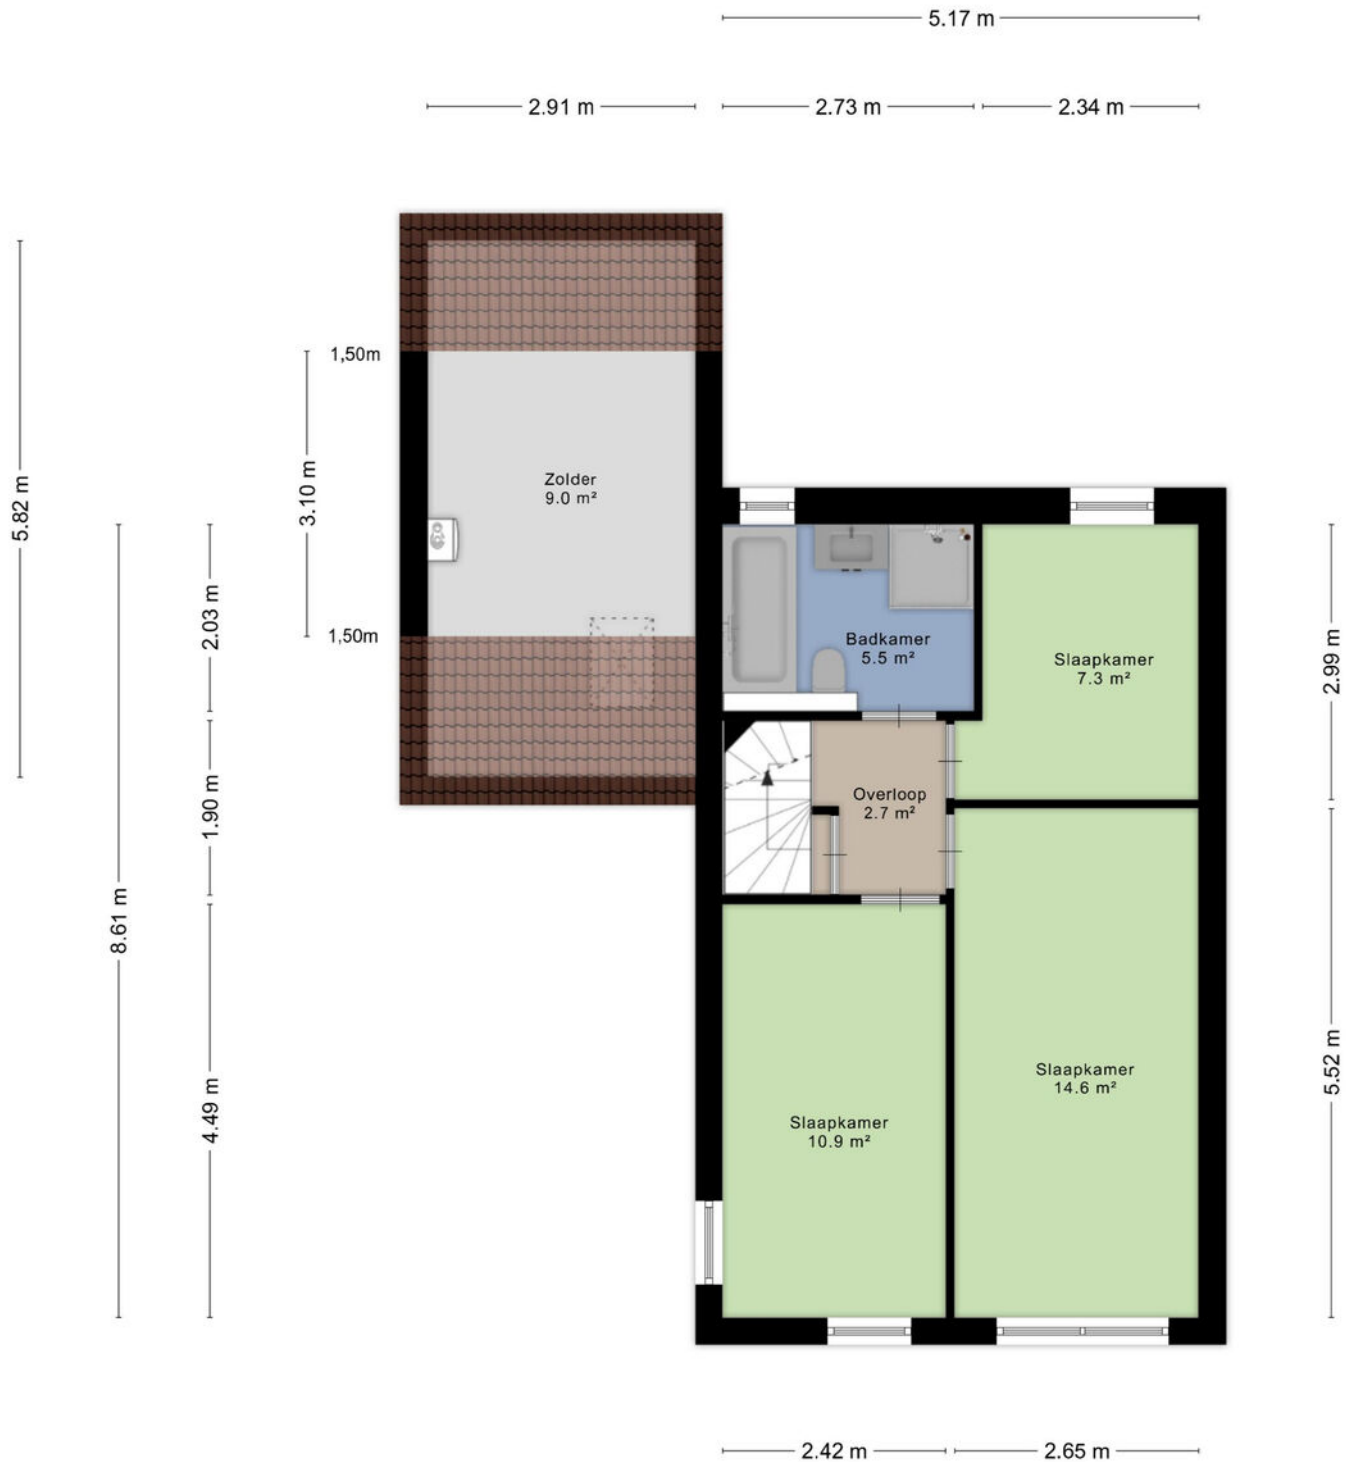 5.17 m
2.91 m
2.73 m
2.34 m
1,50m
Zolder
9.0 m²
3.10 m
5.82 m
1,50m
2.03 m
Badkamer
5.5 m²
Slaapkamer
7.3 m²
2.99 m
Overloop
2.7 m²
1.90 m
8.61 m
4.49 m
Slaapkamer
14.6 m²
5.52 m
Slaapkamer
10.9 m²
2.42 m
2.65 m